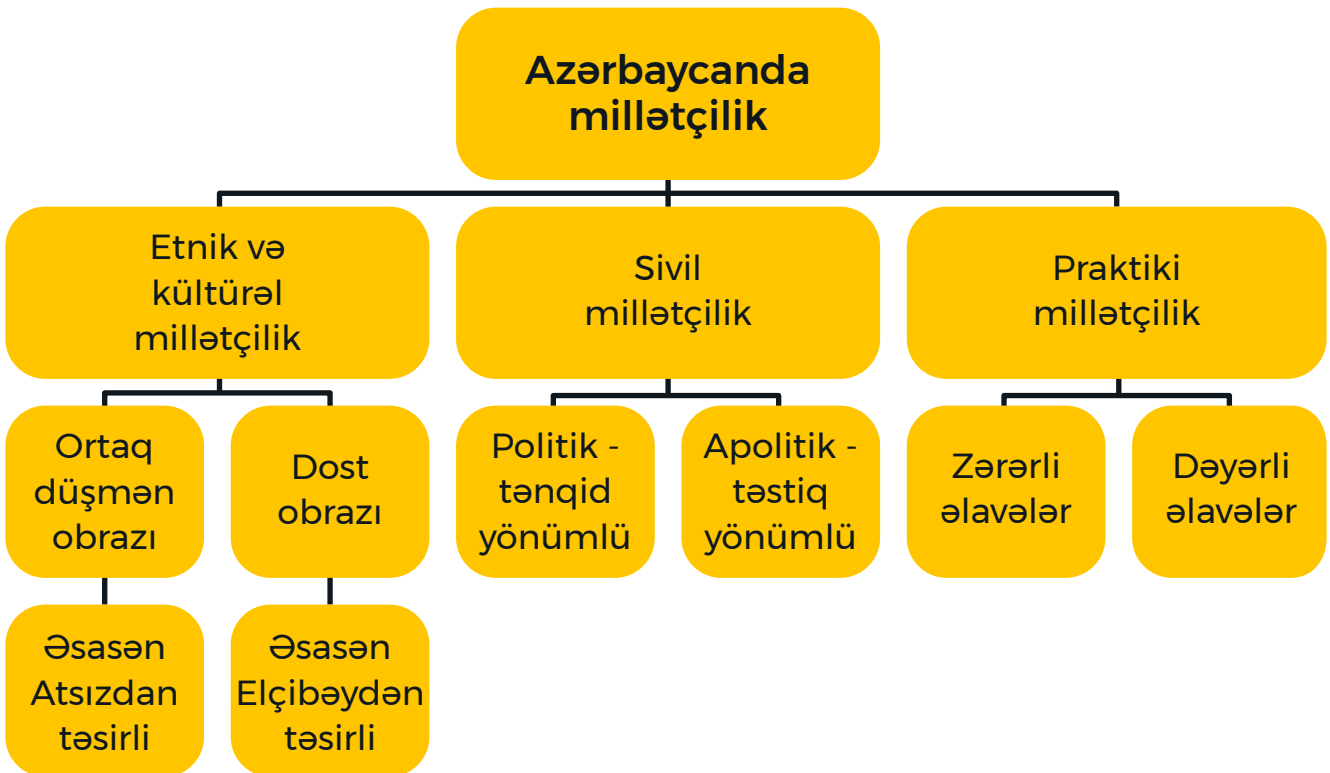 Azərbaycanda
millətçilik
Etnik və
kültürəl
millətçilik
Sivil
millətçilik
Praktiki
millətçilik
Ortaq
düşmən
obrazı
Dost
obrazı
Politik -
tənqid
yönümlü
Apolitik -
təstiq
yönümlü
Zərərli
əlavələr
Dəyərli
əlavələr
Əsasən
Atsızdan
təsirli
Əsasən
Elçibəydən
təsirli